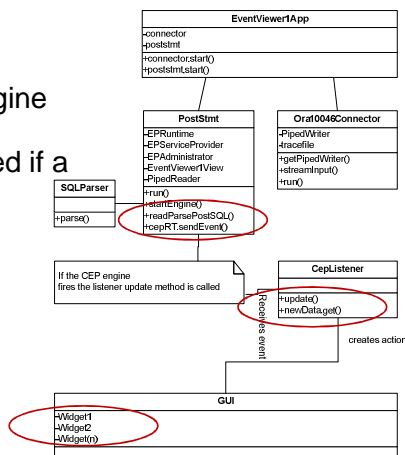 EventViewer1App
-connector
-poststmt
+connector.start()
+poststmt.start()
gine
ed if a
PostStmt
-EPRuntime
-EPServiceProvider
-EPAdministrator
-EventViewer1View
-PipedReader
+run()
+startEngine()
+readParsePostSQL()
+cepRT.sendEvent()
Ora10046Connector
-PipedWriter
-tracefile
+getPipedWriter()
+streamInput()
+run()
SQLParser
+parse()
If the CEP engine
fires the listener update method is called
Receives event
CepListener
+update()
+newData.get()
creates action
GUI
-Widget1
-Widget2
-Widget(n)